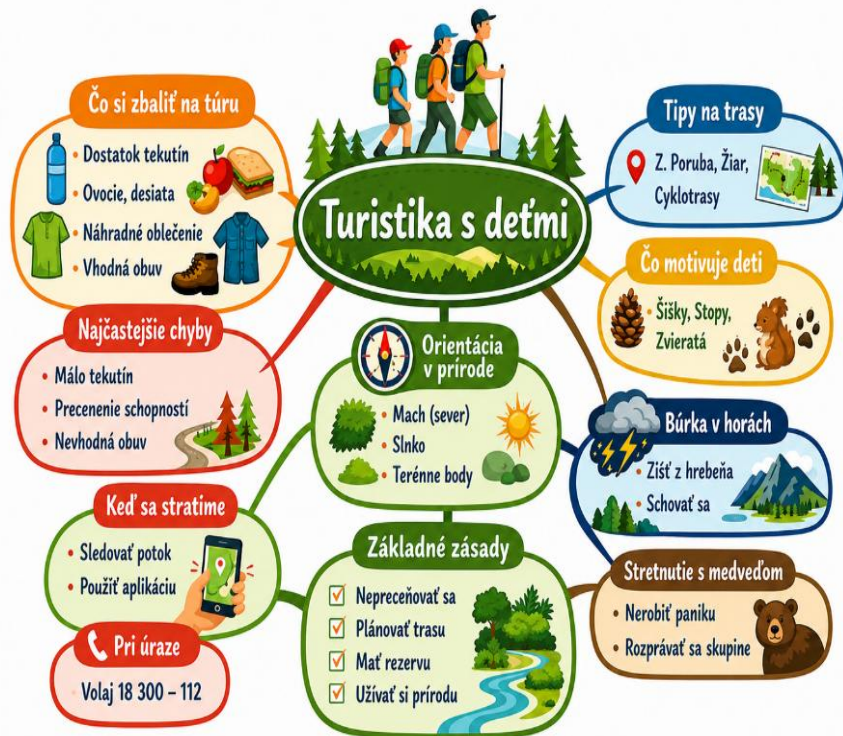 Turistika s deťmi
Čo si zbaliť na túru
Dostatok tekutín
Ovocie, desiata
Náhradné oblečenie
Vhodná obuv
Tipy na trasy
Z. Poruba, Žiar,
Cyklotrasy
Čo motivuje deti
Šišky, Stopy,
Zvieratá
Najčastejšie chyby
Málo tekutín
Precenenie schopností
Nevhodná obuv
Orientácia
v prírode
Mach (sever)
Slnko
Terénne body
Búrka v horách
Zísť z hrebeňa
Schovať sa
Keď sa stratime
Sledovať potok
Použiť aplikáciu
Základné zásady
Nepreceňovať sa
Plánovať trasu
Mať rezervu
Užívať si prírodu
Stretnutie s medveďom
Nerobiť paniku
Rozprávať sa skupine
Pri úraze
Volaj 18 300 – 112